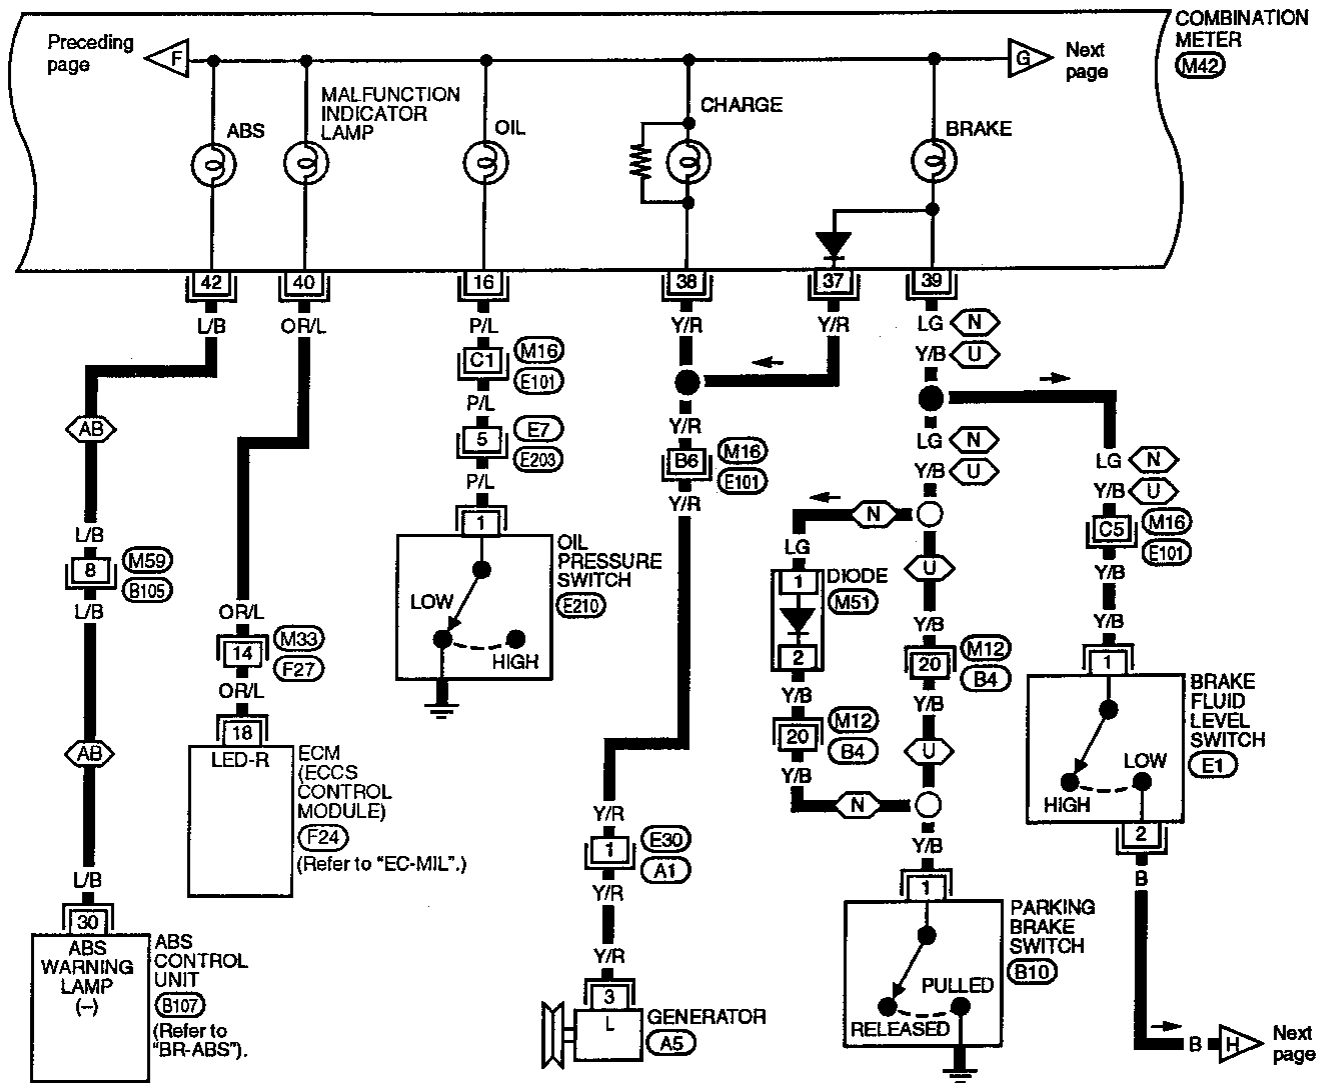 COMBINATION
METER
M42
Preceding
page
F
G
Next
page
ABS
MALFUNCTION
INDICATOR
LAMP
OIL
CHARGE
BRAKE
42
40
16
38
37
39
L/B
OR/L
P/L
Y/R
Y/R
LG
N
Y/B
U
C1
M16
E101
P/L
5
E7
E203
P/L
1
OIL
PRESSURE
SWITCH
E210
LOW
HIGH
Y/R
B6
M16
E101
Y/R
LG
N
Y/B
U
LG
N
Y/B
U
C5
M16
E101
Y/B
Y/B
1
BRAKE
FLUID
LEVEL
SWITCH
E1
LOW
HIGH
2
B
B
H
Next
page
AB
L/B
8
M59
B105
L/B
AB
L/B
30
ABS
WARNING
LAMP
(–)
ABS
CONTROL
UNIT
B107
(Refer to
"BR-ABS").
OR/L
14
M33
F27
OR/L
18
LED-R
ECM
(ECCS
CONTROL
MODULE)
F24
(Refer to "EC-MIL".)
N
LG
1
DIODE
M51
2
Y/B
20
M12
B4
Y/B
N
U
Y/B
20
M12
B4
Y/B
U
Y/B
1
PARKING
BRAKE
SWITCH
B10
PULLED
RELEASED
Y/R
1
E30
A1
Y/R
Y/R
3
L
GENERATOR
A5